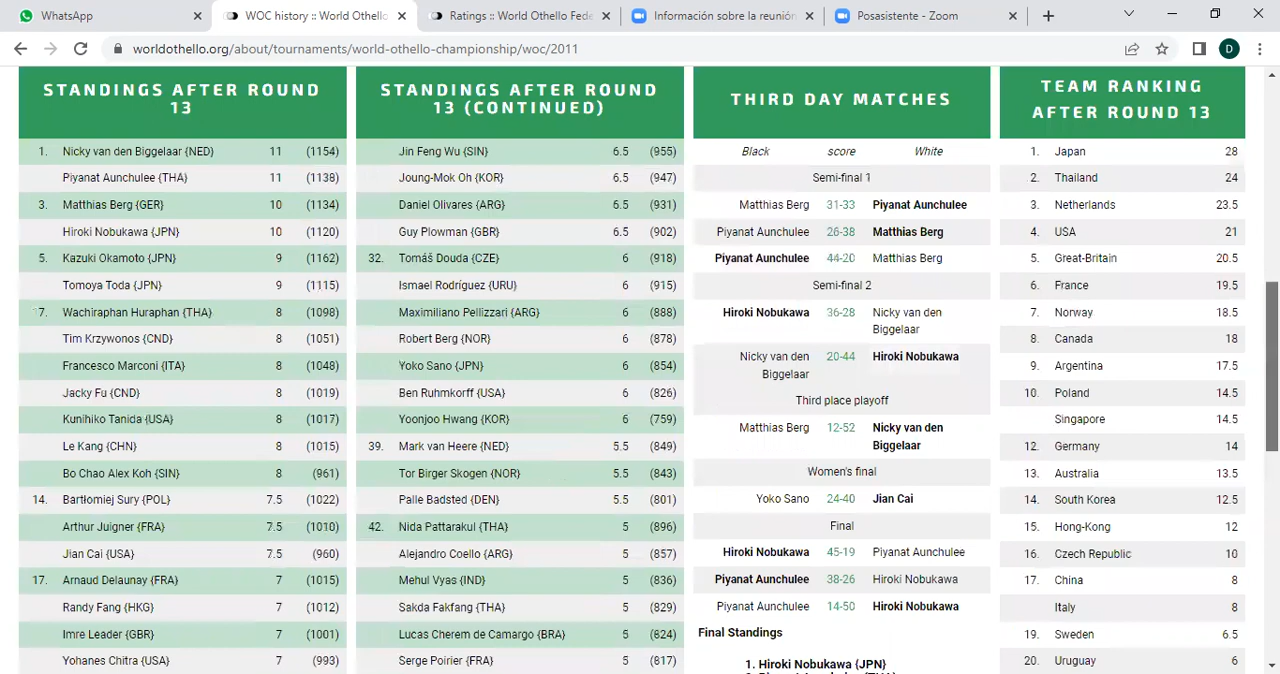 WhatsApp
WOC history :: World Othello
Ratings :: World Othello Fede
Información sobre la reunión
Posasistente - Zoom
worldothello.org/about/tournaments/world-othello-championship/woc/2011
D
STANDINGS AFTER ROUND
13
1. Nicky van den Biggelaar {NED} 11 (1154)
Piyanat Aunchulee {THA} 11 (1138)
3. Matthias Berg {GER} 10 (1134)
Hiroki Nobukawa {JPN} 10 (1120)
5. Kazuki Okamoto {JPN} 9 (1162)
Tomoya Toda {JPN} 9 (1115)
7. Wachiraphan Huraphan {THA} 8 (1098)
Tim Krzywonos {CND} 8 (1051)
Francesco Marconi {ITA} 8 (1048)
Jacky Fu {CND} 8 (1019)
Kunihiko Tanida {USA} 8 (1017)
Le Kang {CHN} 8 (1015)
Bo Chao Alex Koh {SIN} 8 (961)
14. Bartłomiej Sury {POL} 7.5 (1022)
Arthur Juigner {FRA} 7.5 (1010)
Jian Cai {USA} 7.5 (960)
17. Arnaud Delaunay {FRA} 7 (1015)
Randy Fang {HKG} 7 (1012)
Imre Leader {GBR} 7 (1001)
Yohanes Chitra {USA} 7 (993)
STANDINGS AFTER ROUND
13 (CONTINUED)
Jin Feng Wu {SIN} 6.5 (955)
Joung-Mok Oh {KOR} 6.5 (947)
Daniel Olivares {ARG} 6.5 (931)
Guy Plowman {GBR} 6.5 (902)
32. Tomáš Douda {CZE} 6 (918)
Ismael Rodríguez {URU} 6 (915)
Maximiliano Pellizzari {ARG} 6 (888)
Robert Berg {NOR} 6 (878)
Yoko Sano {JPN} 6 (854)
Ben Ruhmkorff {USA} 6 (826)
Yoonjoo Hwang {KOR} 6 (759)
39. Mark van Heere {NED} 5.5 (849)
Tor Birger Skogen {NOR} 5.5 (843)
Palle Badsted {DEN} 5.5 (801)
42. Nida Pattarakul {THA} 5 (896)
Alejandro Coello {ARG} 5 (857)
Mehul Vyas {IND} 5 (836)
Sakda Fakfang {THA} 5 (829)
Lucas Cherem de Camargo {BRA} 5 (824)
Serge Poirier {FRA} 5 (817)
THIRD DAY MATCHES
Black score White
Semi-final 1
Matthias Berg 31-33 Piyanat Aunchulee
Piyanat Aunchulee 26-38 Matthias Berg
Piyanat Aunchulee 44-20 Matthias Berg
Semi-final 2
Hiroki Nobukawa 36-28 Nicky van den
Biggelaar
Nicky van den 20-44 Hiroki Nobukawa
Biggelaar
Third place playoff
Matthias Berg 12-52 Nicky van den
Biggelaar
Women's final
Yoko Sano 24-40 Jian Cai
Final
Hiroki Nobukawa 45-19 Piyanat Aunchulee
Piyanat Aunchulee 38-26 Hiroki Nobukawa
Piyanat Aunchulee 14-50 Hiroki Nobukawa
Final Standings
1. Hiroki Nobukawa {JPN}
TEAM RANKING
AFTER ROUND 13
1. Japan 28
2. Thailand 24
3. Netherlands 23.5
4. USA 21
5. Great-Britain 20.5
6. France 19.5
7. Norway 18.5
8. Canada 18
9. Argentina 17.5
10. Poland 14.5
Singapore 14.5
12. Germany 14
13. Australia 13.5
14. South Korea 12.5
15. Hong-Kong 12
16. Czech Republic 10
17. China 8
Italy 8
19. Sweden 6.5
20. Uruguay 6